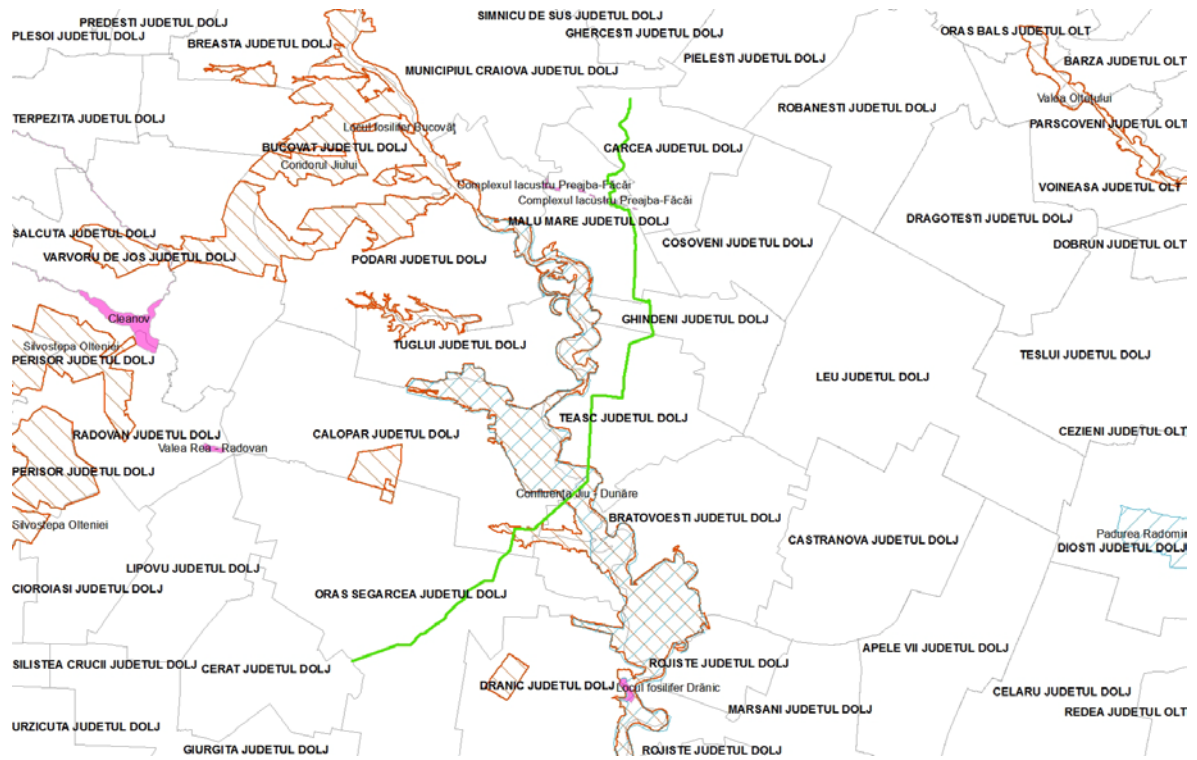 SIMNICU DE SUS JUDETUL DOLJ
PREDESTI JUDETUL DOLJ
PLESOI JUDETUL DOLJ
GHERCESTI JUDETUL DOLJ
ORAS BALS JUDETUL OLT
BREASTA JUDETUL DOLJ
PIELESTI JUDETUL DOLJ
BARZA JUDETUL OLT
MUNICIPIUL CRAIOVA JUDETUL DOLJ
Valea Oltețului
ROBANESTI JUDETUL DOLJ
TERPEZITA JUDETUL DOLJ
PARSCOVENI JUDETUL OLT
Locul fosilifer Bucovăț
BUCOVAT JUDETUL DOLJ
CARCEA JUDETUL DOLJ
Coridorul Jiului
Complexul lacustru Preajba-Făcăi
VOINEASA JUDETUL OLT
Complexul lacustru Preajba-Făcăi
MALU MARE JUDETUL DOLJ
DRAGOTEȘTI JUDETUL DOLJ
SALCUTA JUDETUL DOLJ
COSOVENI JUDETUL DOLJ
DOBRUN JUDETUL OLT
VARVORU DE JOS JUDETUL DOLJ
PODARI JUDETUL DOLJ
Cleanov
GHINDENI JUDETUL DOLJ
Silvostepa Olteniei
TUGLUI JUDETUL DOLJ
TESLUI JUDETUL DOLJ
PERISOR JUDETUL DOLJ
LEU JUDETUL DOLJ
TEASC JUDETUL DOLJ
RADOVAN JUDETUL DOLJ
CALOPAR JUDETUL DOLJ
CEZIENI JUDETUL OLT
Valea Rea - Radovan
PERISOR JUDETUL DOLJ
Confluența Jiu - Dunăre
BRATOVOESTI JUDETUL DOLJ
Silvostepa Olteniei
Padurea Radomir
CASTRANOVA JUDETUL DOLJ
DIOSTI JUDETUL DOLJ
LIPOVU JUDETUL DOLJ
CIOROIASI JUDETUL DOLJ
ORAS SEGARCEA JUDETUL DOLJ
APELE VII JUDETUL DOLJ
SILISTEA CRUCII JUDETUL DOLJ
CERAT JUDETUL DOLJ
ROJISTE JUDETUL DOLJ
DRANIC JUDETUL DOLJ
Locul fosilifer Drănic
CELARU JUDETUL DOLJ
MARSANI JUDETUL DOLJ
REDEA JUDETUL OLT
URZICUTA JUDETUL DOLJ
GIURGITA JUDETUL DOLJ
ROJISTE JUDETUL DOLJ